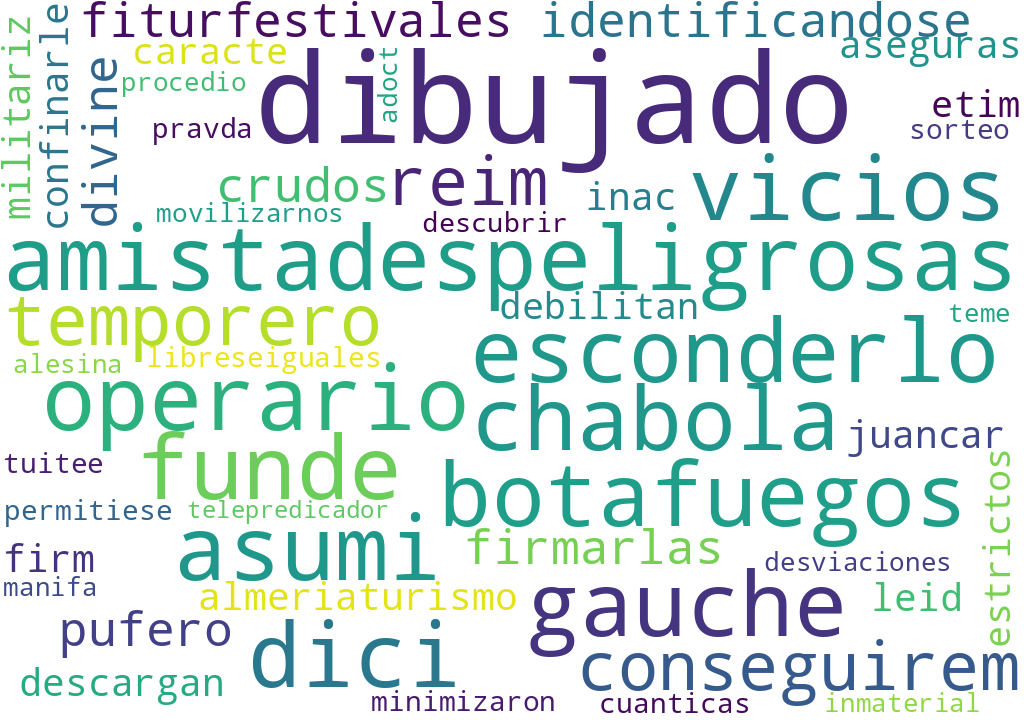 fiturfestivales
identificandose
militariz
confinarle
divine
caracte
procedio
adoct
pravda
dibujado
aseguras
etim
sorteo
crudos
reim
inac
vicios
movilizarnos
descubrir
amistadespeligrosas
temporero
debilitan
teme
alesina
libreseiguales
esconderlo
operario
chabola
juancar
tuitee
funde
botafuegos
estrictos
permitiese
telepredicador
asumi
firmarlas
firm
desviaciones
manifa
almeriaturismo
gauche
leid
pufero
dici
conseguirem
descargan
minimizaron
cuanticas
inmaterial